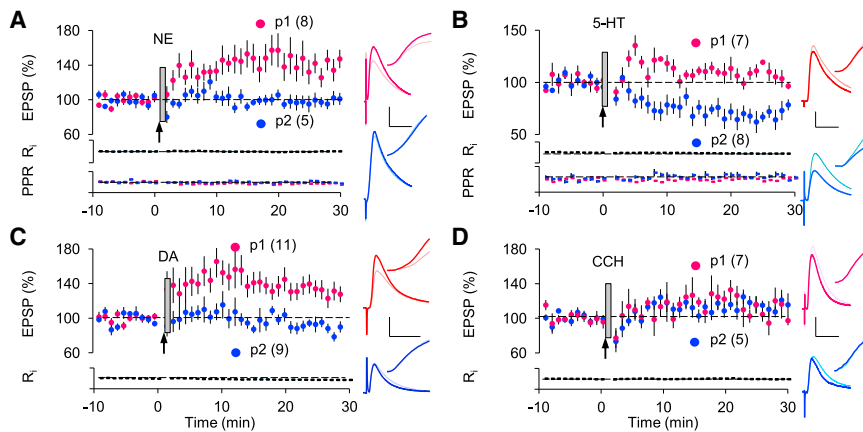 A
NE
p1 (8)
p2 (5)
EPSP (%)
180
140
100
60
Ri
PPR
-10 0 10 20 30
B
5-HT
p1 (7)
p2 (8)
EPSP (%)
150
100
50
Ri
PPR
-10 0 10 20 30
C
DA
p1 (11)
p2 (9)
EPSP (%)
180
140
100
60
Ri
-10 0 10 20 30
Time (min)
D
CCH
p1 (7)
p2 (5)
EPSP (%)
180
140
100
60
Ri
-10 0 10 20 30
Time (min)